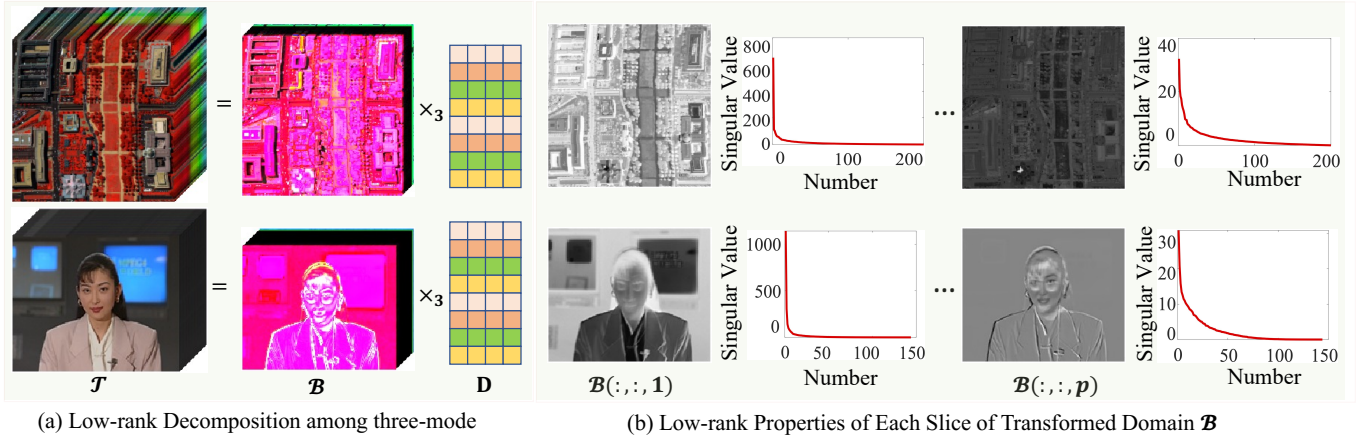 = ×₃
800
600
400
200
0
0 100 200
Singular Value
Number
...
40
20
0
0 100 200
Singular Value
Number
= ×₃
1000
500
0
0 50 100 150
Singular Value
Number
...
30
20
10
0
0 50 100 150
Singular Value
Number
𝓣 𝓑 D 𝓑(:,:,1) 𝓑(:,:,p)
(a) Low-rank Decomposition among three-mode
(b) Low-rank Properties of Each Slice of Transformed Domain 𝓑